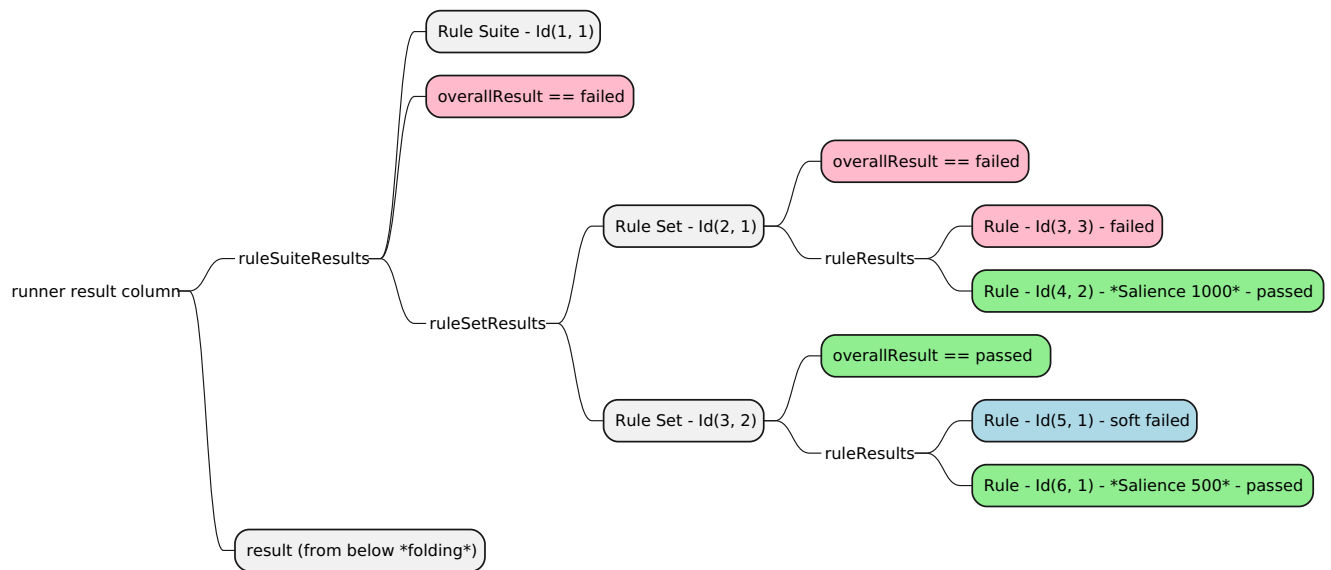 Rule Suite - Id(1, 1)
overallResult == failed
overallResult == failed
Rule Set - Id(2, 1)
Rule - Id(3, 3) - failed
ruleSuiteResults
ruleResults
runner result column
Rule - Id(4, 2) - *Salience 1000* - passed
ruleSetResults
overallResult == passed
Rule Set - Id(3, 2)
Rule - Id(5, 1) - soft failed
ruleResults
Rule - Id(6, 1) - *Salience 500* - passed
result (from below *folding*)